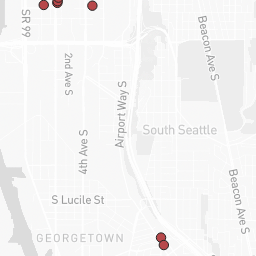 SR 99
2nd Ave S
Airport Way S
Beacon Ave S
South Seattle
4th Ave S
Beacon Ave S
S Lucile St
GEORGETOWN